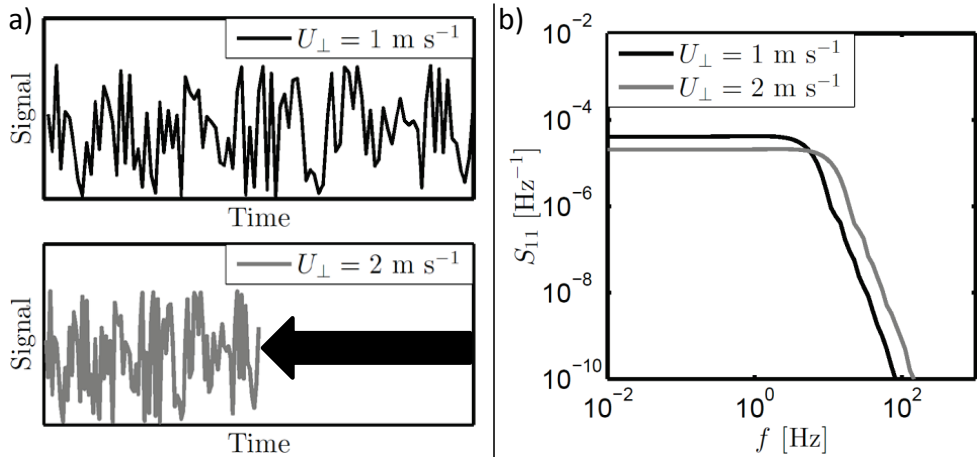 a)
U⊥ = 1 m s⁻¹
Signal
Time
U⊥ = 2 m s⁻¹
Signal
Time
b)
U⊥ = 1 m s⁻¹
U⊥ = 2 m s⁻¹
10⁻²
10⁻⁴
10⁻⁶
10⁻⁸
10⁻¹⁰
S₁₁ [Hz⁻¹]
10⁻² 10⁰ 10²
f [Hz]